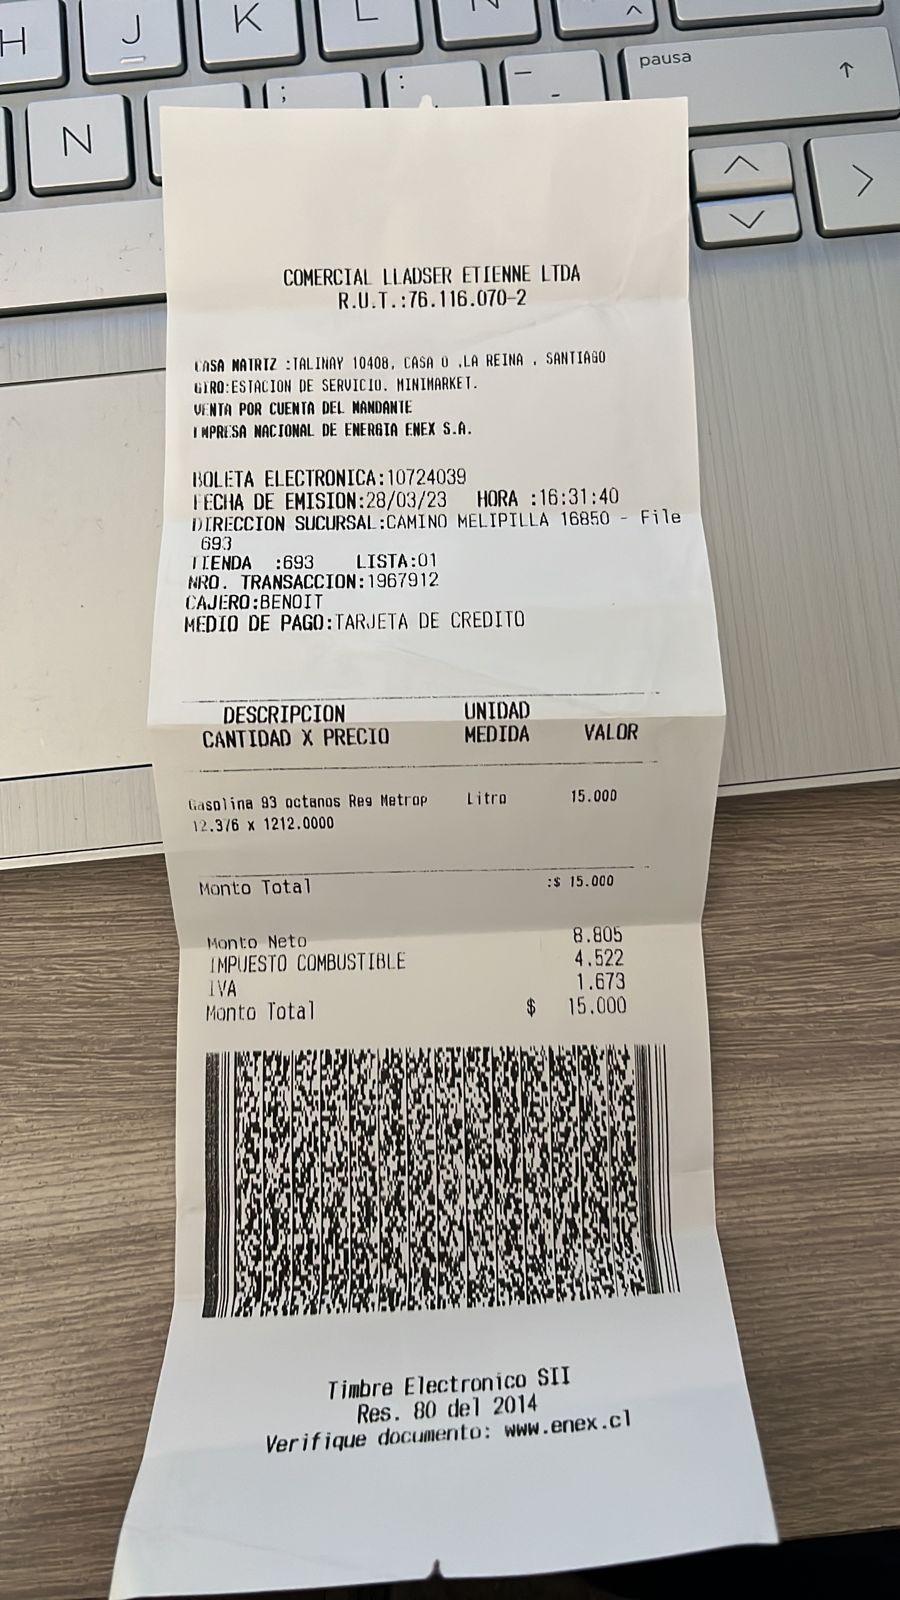 H J K L
pausa
N
; : _
-
COMERCIAL LLADSER ETIENNE LTDA
R.U.T.:76.116.070-2
CASA MATRIZ :TALINAY 10408, CASA O ,LA REINA , SANTIAGO
GIRO:ESTACION DE SERVICIO. MINIMARKET.
VENTA POR CUENTA DEL MANDANTE
EMPRESA NACIONAL DE ENERGIA ENEX S.A.
BOLETA ELECTRONICA:10724039
FECHA DE EMISION:28/03/23 HORA :16:31:40
DIRECCION SUCURSAL:CAMINO MELIPILLA 16850 - File
693
TIENDA :693 LISTA:01
NRO. TRANSACCION:1967912
CAJERO:BENOIT
MEDIO DE PAGO:TARJETA DE CREDITO
DESCRIPCION UNIDAD
CANTIDAD X PRECIO MEDIDA VALOR
Gasolina 93 octanos Reg Metrop Litro 15.000
12.376 x 1212.0000
Monto Total :$ 15.000
Monto Neto 8.805
IMPUESTO COMBUSTIBLE 4.522
IVA 1.673
Monto Total $ 15.000
Timbre Electronico SII
Res. 80 del 2014
Verifique documento: www.enex.cl